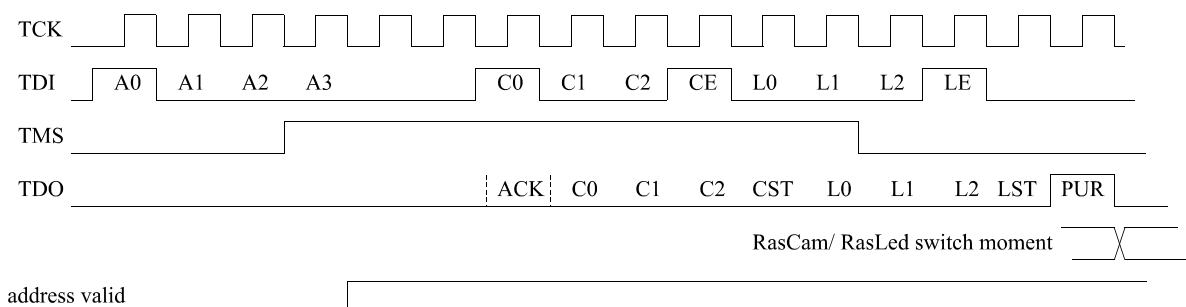 TCK
TDI A0 A1 A2 A3 C0 C1 C2 CE L0 L1 L2 LE
TMS
TDO ACK C0 C1 C2 CST L0 L1 L2 LST PUR
RasCam/ RasLed switch moment
address valid